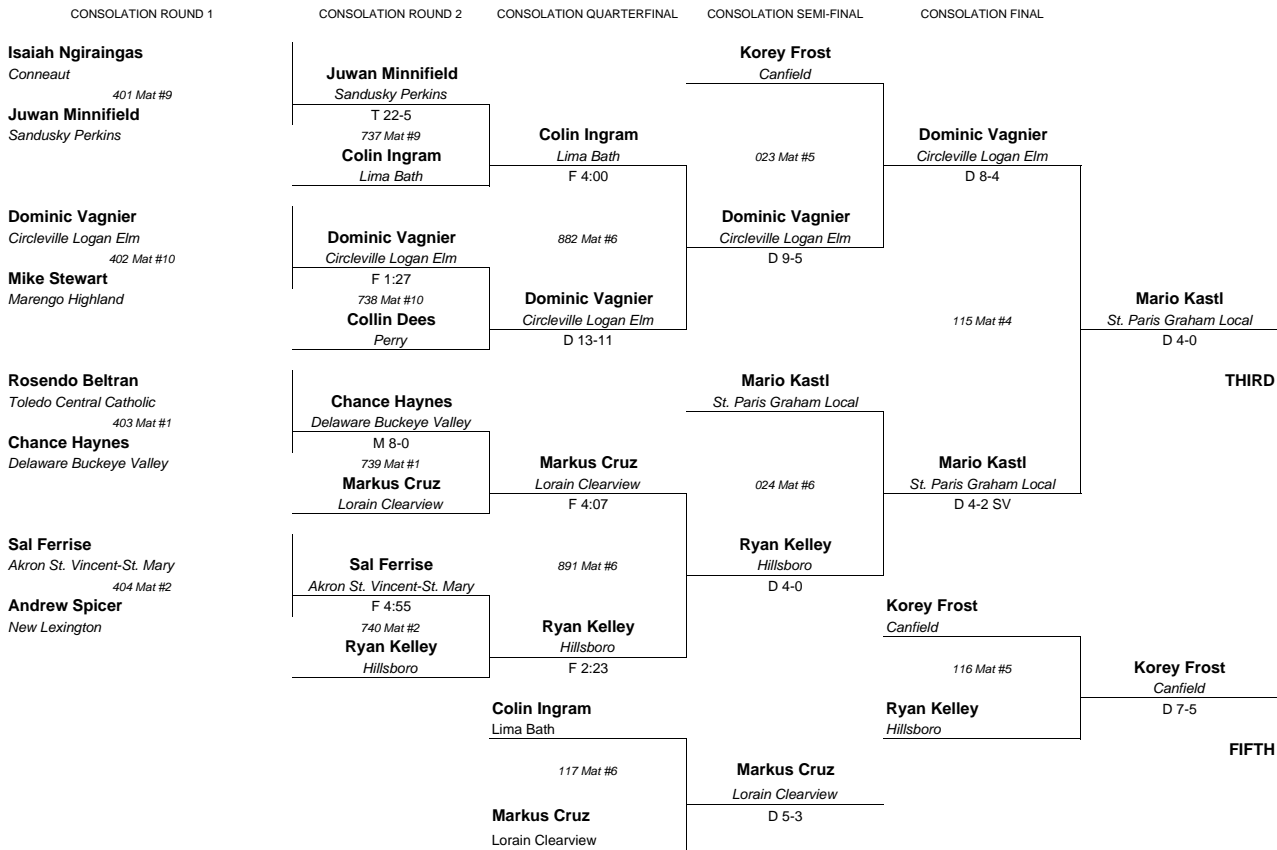 CONSOLATION ROUND 1
CONSOLATION ROUND 2
CONSOLATION QUARTERFINAL
CONSOLATION SEMI-FINAL
CONSOLATION FINAL
Isaiah Ngiraingas
Conneaut
401 Mat #9
Juwan Minnifield
Sandusky Perkins
Dominic Vagnier
Circleville Logan Elm
402 Mat #10
Mike Stewart
Marengo Highland
Rosendo Beltran
Toledo Central Catholic
403 Mat #1
Chance Haynes
Delaware Buckeye Valley
Sal Ferrise
Akron St. Vincent-St. Mary
404 Mat #2
Andrew Spicer
New Lexington
Juwan Minnifield
Sandusky Perkins
T 22-5
737 Mat #9
Colin Ingram
Lima Bath
Dominic Vagnier
Circleville Logan Elm
F 1:27
738 Mat #10
Collin Dees
Perry
Chance Haynes
Delaware Buckeye Valley
M 8-0
739 Mat #1
Markus Cruz
Lorain Clearview
Sal Ferrise
Akron St. Vincent-St. Mary
F 4:55
740 Mat #2
Ryan Kelley
Hillsboro
Colin Ingram
Lima Bath
F 4:00
882 Mat #6
Dominic Vagnier
Circleville Logan Elm
D 13-11
Markus Cruz
Lorain Clearview
F 4:07
891 Mat #6
Ryan Kelley
Hillsboro
F 2:23
Colin Ingram
Lima Bath
117 Mat #6
Markus Cruz
Lorain Clearview
Korey Frost
Canfield
023 Mat #5
Dominic Vagnier
Circleville Logan Elm
D 9-5
Mario Kastl
St. Paris Graham Local
024 Mat #6
Ryan Kelley
Hillsboro
D 4-0
Markus Cruz
Lorain Clearview
D 5-3
Dominic Vagnier
Circleville Logan Elm
D 8-4
115 Mat #4
Mario Kastl
St. Paris Graham Local
D 4-2 SV
Korey Frost
Canfield
116 Mat #5
Ryan Kelley
Hillsboro
Mario Kastl
St. Paris Graham Local
D 4-0
THIRD
Korey Frost
Canfield
D 7-5
FIFTH